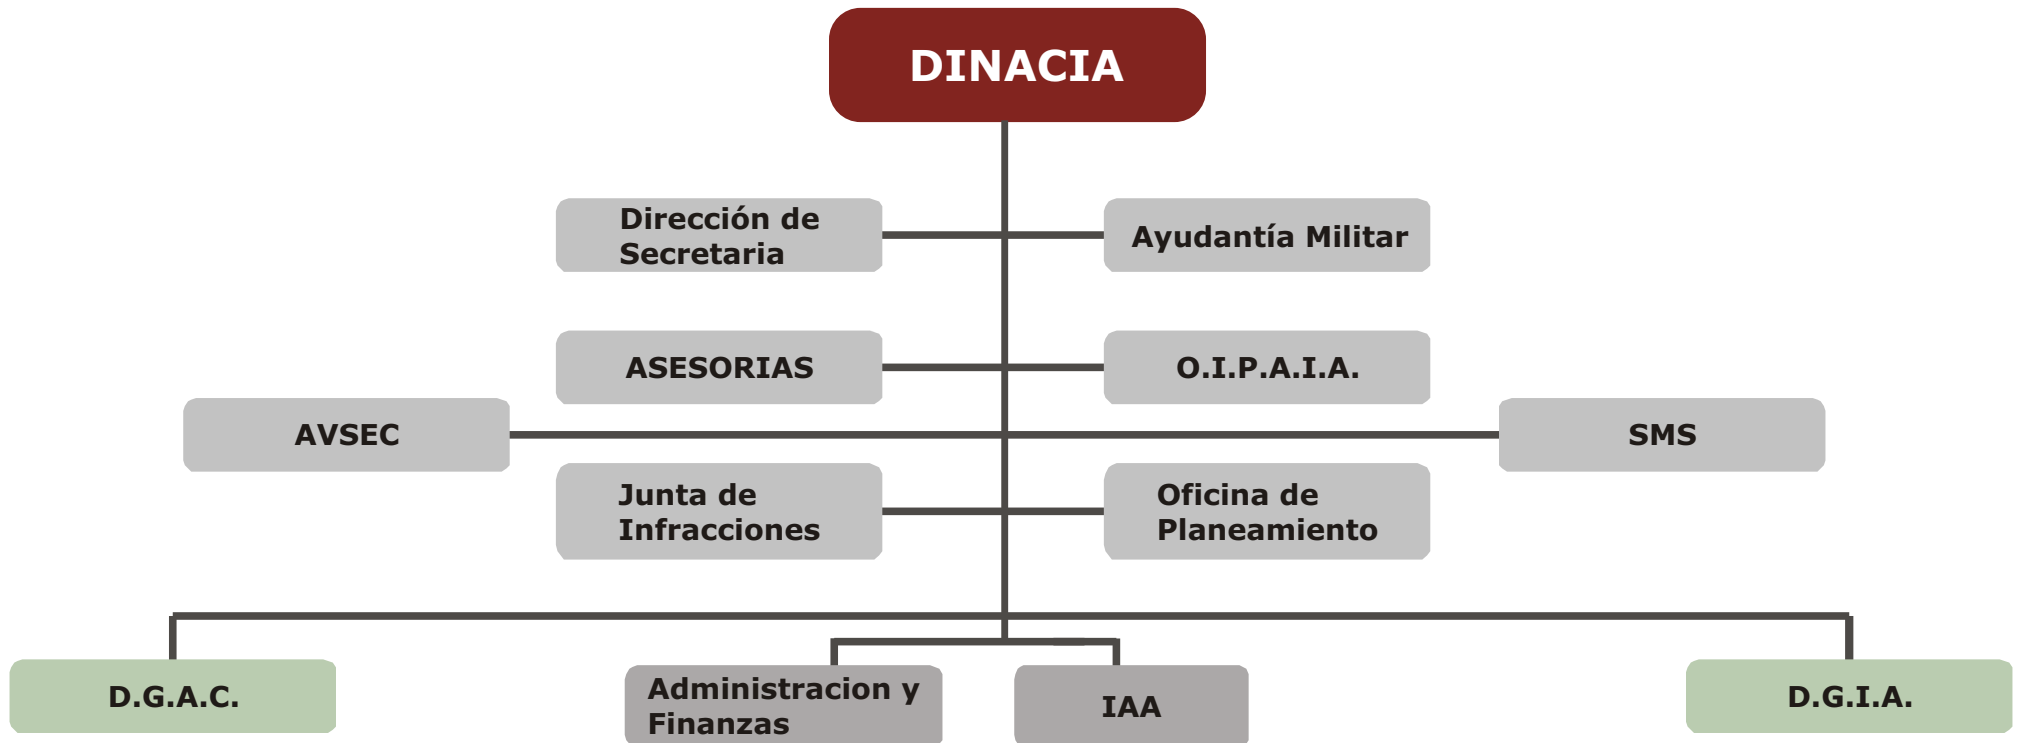 DINACIA
Dirección de
Secretaria
Ayudantía Militar
ASESORIAS
O.I.P.A.I.A.
AVSEC
SMS
Junta de
Infracciones
Oficina de
Planeamiento
D.G.A.C.
Administracion y
Finanzas
IAA
D.G.I.A.